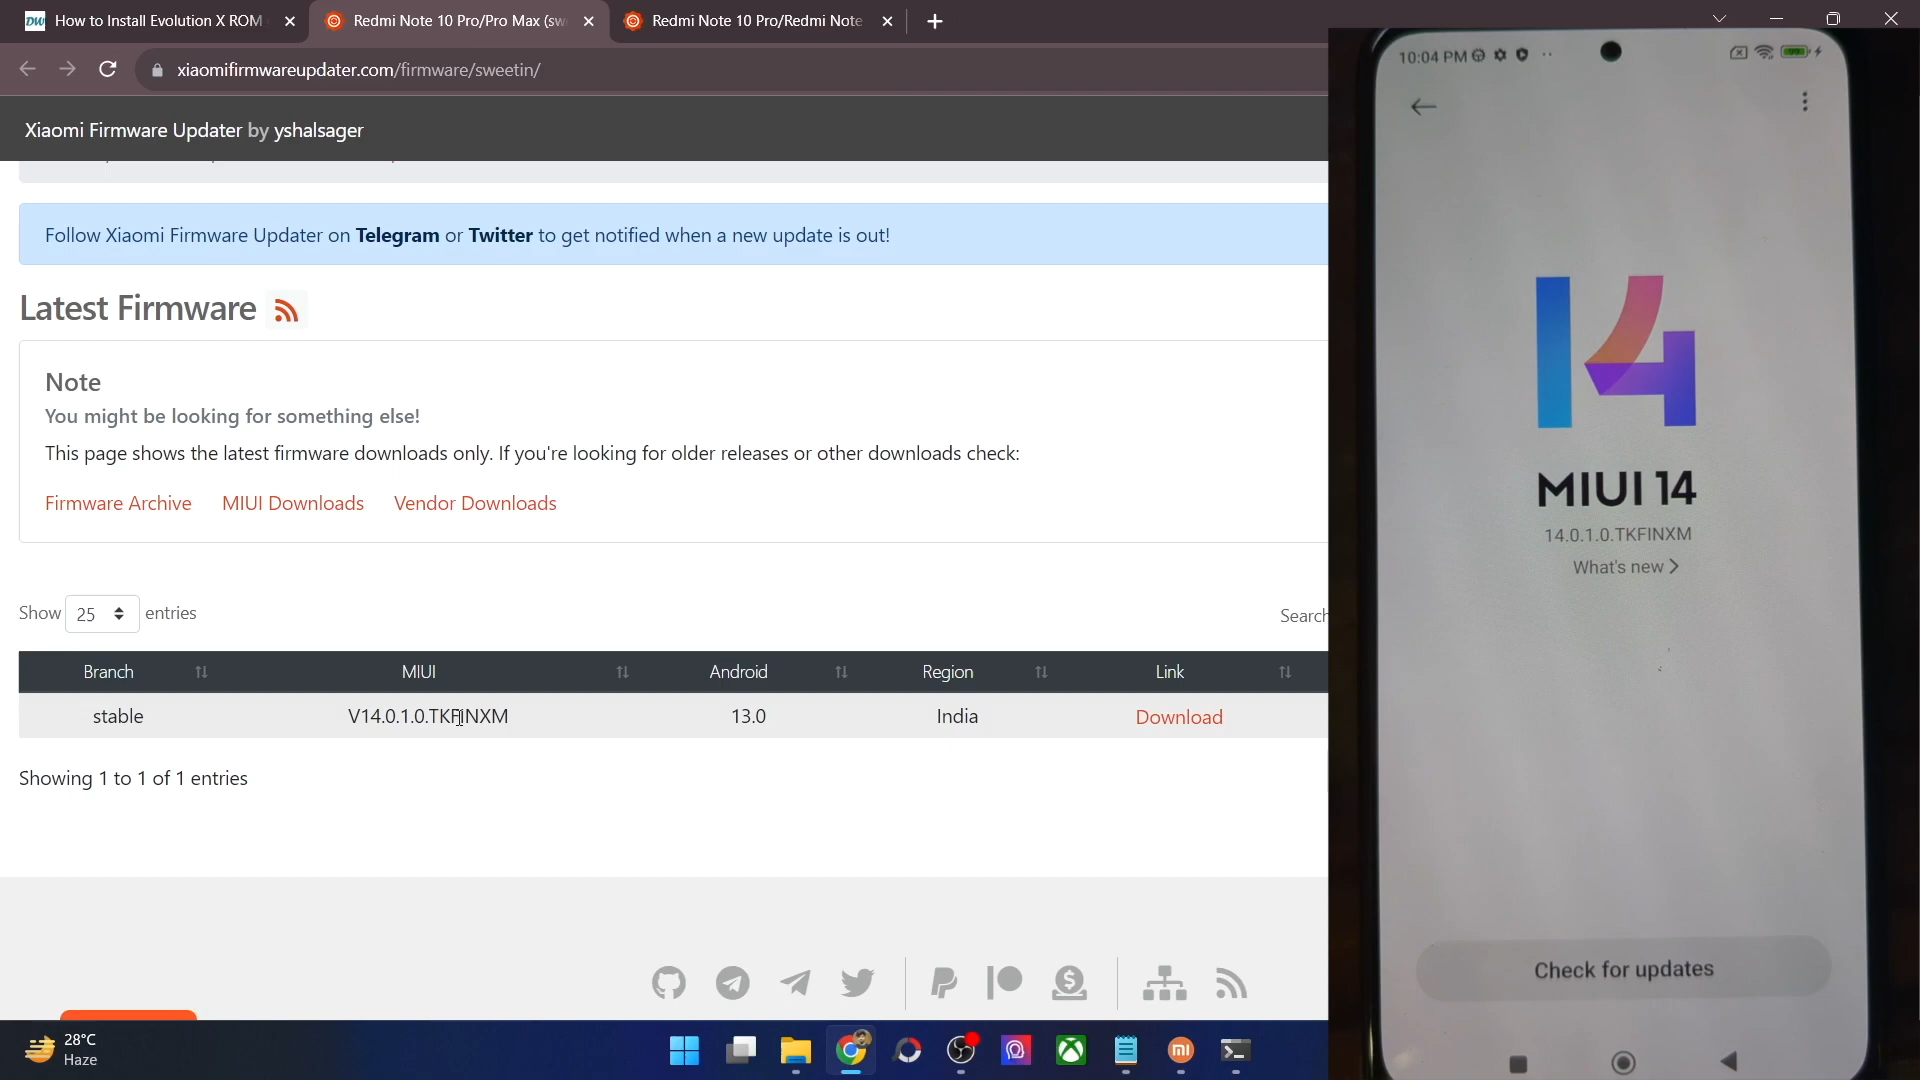 How to Install Evolution X ROM
Redmi Note 10 Pro/Pro Max (sw
Redmi Note 10 Pro/Redmi Note
xiaomifirmwareupdater.com/firmware/sweetin/
Xiaomi Firmware Updater by yshalsager
Follow Xiaomi Firmware Updater on Telegram or Twitter to get notified when a new update is out!
Latest Firmware
Note
You might be looking for something else!
This page shows the latest firmware downloads only. If you're looking for older releases or other downloads check:
Firmware Archive MIUI Downloads Vendor Downloads
Show 25 entries
Search
Branch MIUI Android Region Link
stable V14.0.1.0.TKFINXM 13.0 India Download
Showing 1 to 1 of 1 entries
28°C
Haze
10:04 PM
99
14
MIUI 14
14.0.1.0.TKFINXM
What's new >
Check for updates